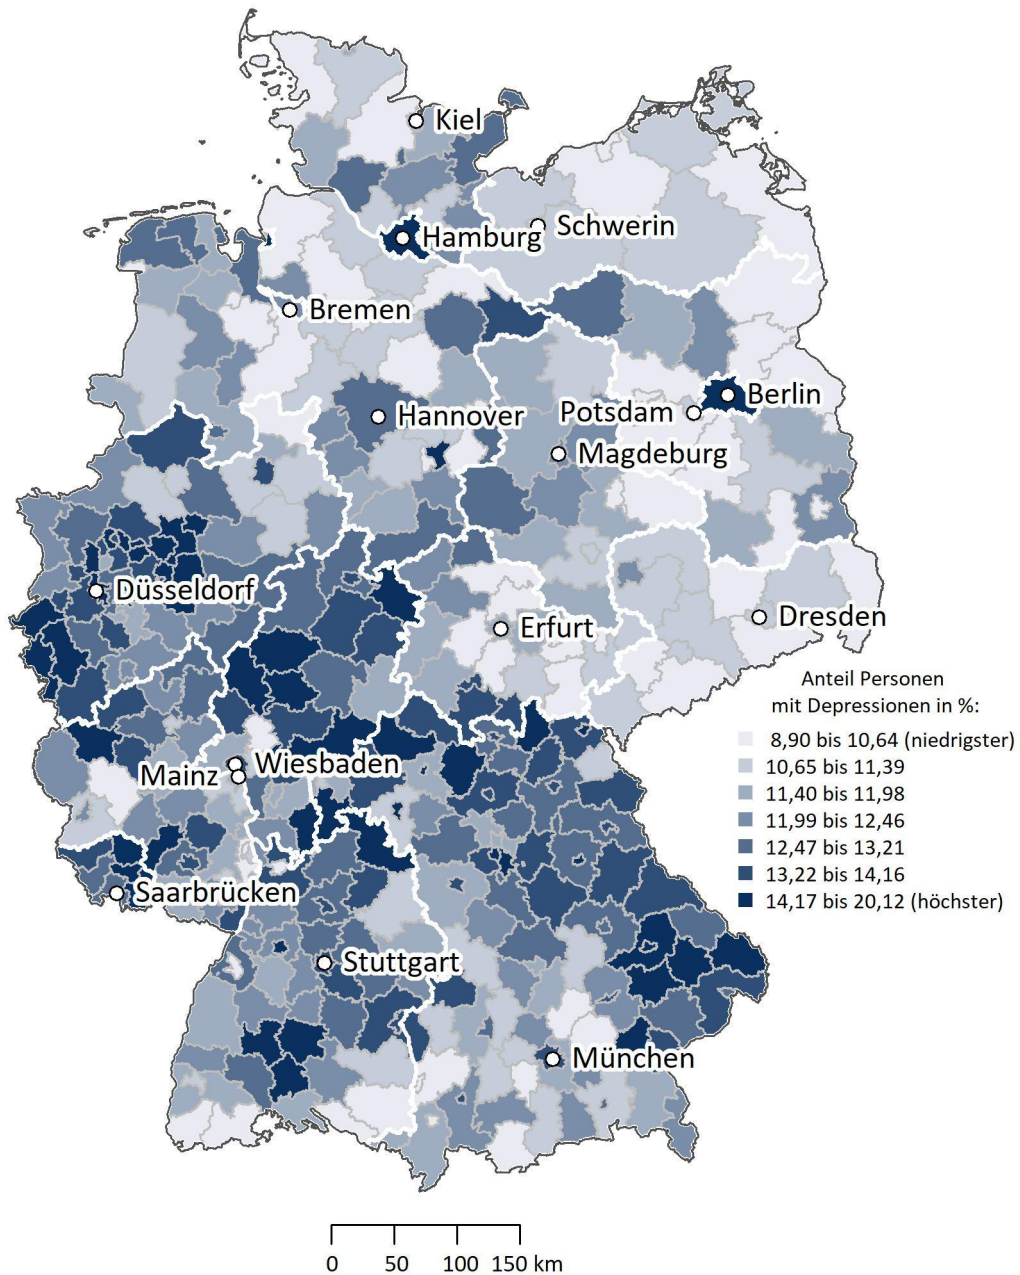 Kiel
Schwerin
Hamburg
Bremen
Berlin
Hannover
Potsdam
Magdeburg
Düsseldorf
Dresden
Erfurt
Anteil Personen
mit Depressionen in %:
8,90 bis 10,64 (niedrigster)
10,65 bis 11,39
11,40 bis 11,98
11,99 bis 12,46
12,47 bis 13,21
13,22 bis 14,16
14,17 bis 20,12 (höchster)
Wiesbaden
Mainz
Saarbrücken
Stuttgart
München
0 50 100 150 km